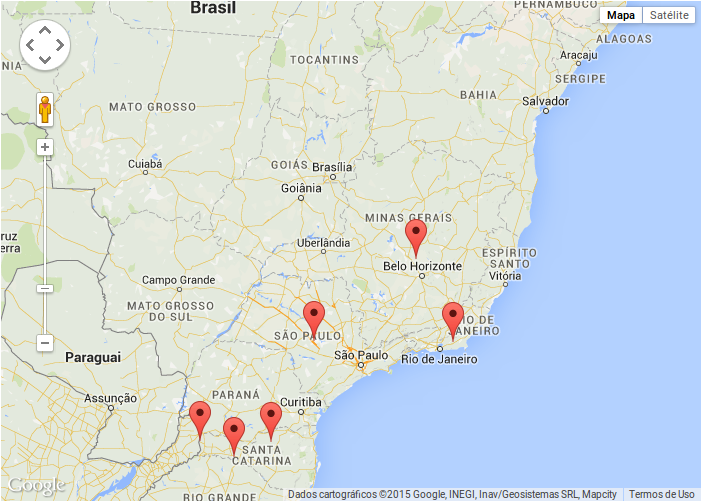 Brasil
PERNAMBUCO
Mapa
Satélite
ALAGOAS
Aracaju
SERGIPE
TOCANTINS
BAHIA
Salvador
MATO GROSSO
Cuiabá
GOIÁS
Brasília
Goiânia
MINAS GERAIS
Uberlândia
Belo Horizonte
ESPÍRITO
SANTO
Vitória
Campo Grande
MATO GROSSO
DO SUL
SÃO PAULO
IO DE
JANEIRO
São Paulo
Rio de Janeiro
Paraguai
Assunção
PARANÁ
Curitiba
SANTA
CATARINA
RIO GRANDE
Google
Dados cartográficos ©2015 Google, INEGI, Inav/Geosistemas SRL, Mapcity
Termos de Uso